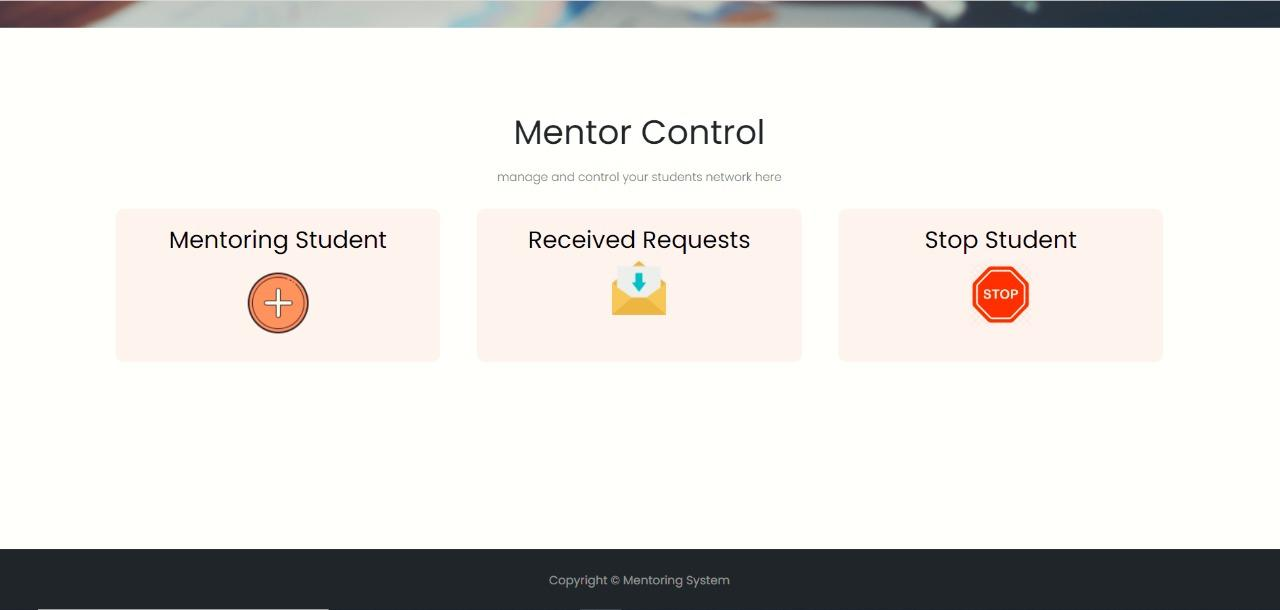 Mentor Control
manage and control your students network here
Mentoring Student
Received Requests
Stop Student
STOP
Copyright © Mentoring System